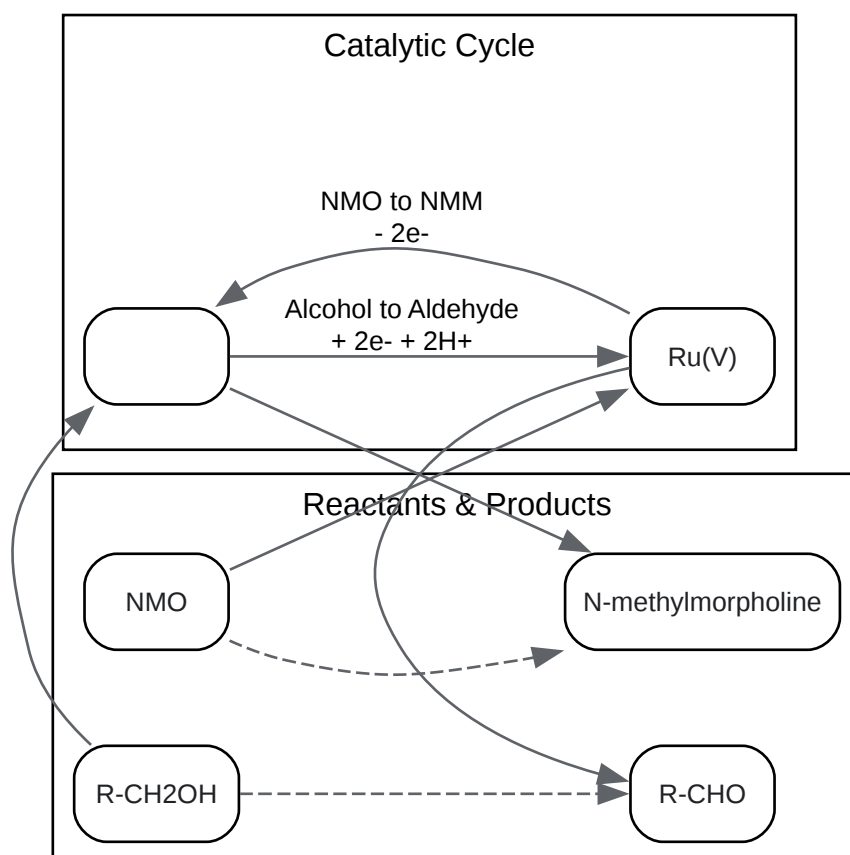 Catalytic Cycle
NMO to NMM
- 2e-
Alcohol to Aldehyde
+ 2e- + 2H+
Ru(V)
Reactants & Products
NMO
N-methylmorpholine
R-CH2OH
R-CHO